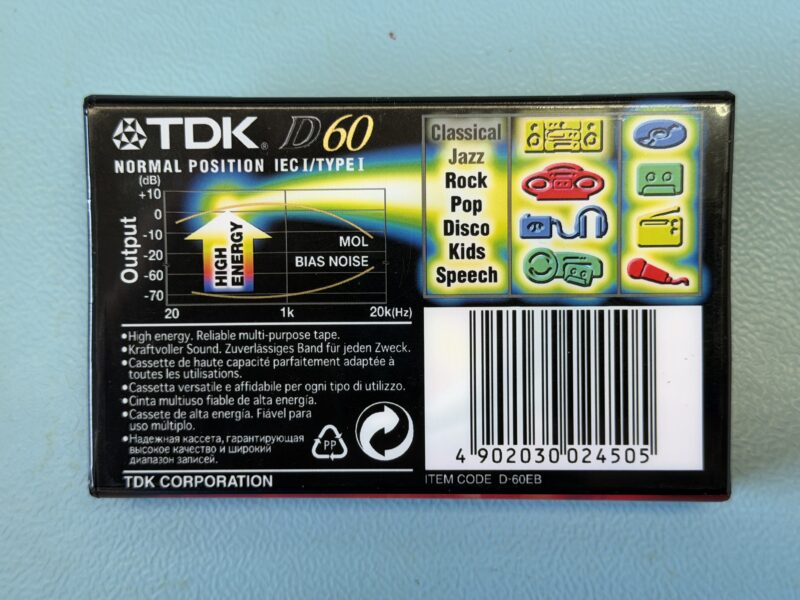 TDK® D60
NORMAL POSITION IEC I/TYPE I
(dB)
+10
0
-10
-20
-60
-70
Output
HIGH ENERGY
MOL
BIAS NOISE
20 1k 20k(Hz)
Classical
Jazz
Rock
Pop
Disco
Kids
Speech
•High energy. Reliable multi-purpose tape.
•Kraftvoller Sound. Zuverlässiges Band für jeden Zweck.
•Cassette de haute capacité parfaitement adaptée à
toutes les utilisations.
•Cassetta versatile e affidabile per ogni tipo di utilizzo.
•Cinta multiuso fiable de alta energía.
•Cassete de alta energía. Fiável para
uso múltiplo.
•Надежная кассета, гарантирующая
высокое качество и широкий
диапазон записей.
PP
TDK CORPORATION
4 902030 024505
ITEM CODE D-60EB